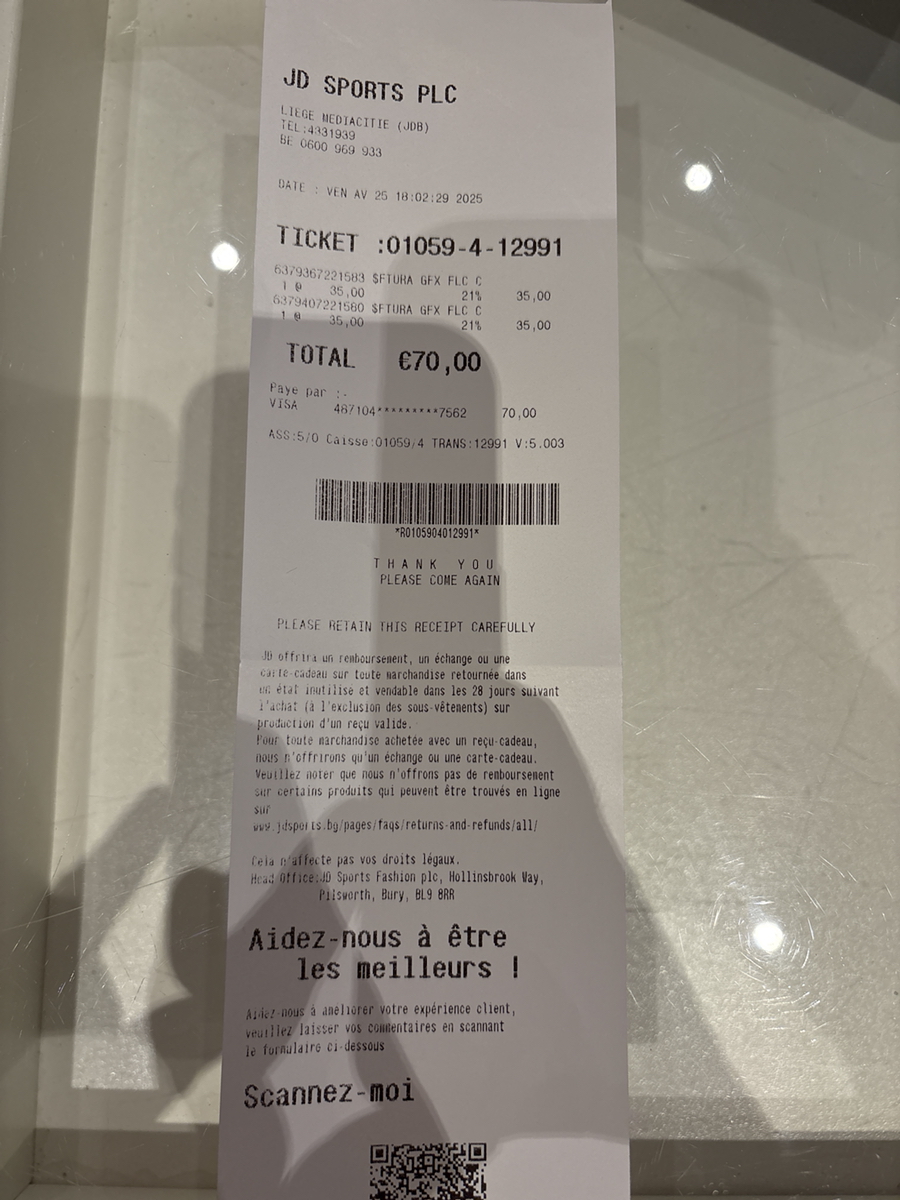 JD SPORTS PLC
LIEGE MEDIACITIE (JDB)
TEL:4331939
BE 0600 969 933
DATE : VEN AV 25 18:02:29 2025
TICKET :01059-4-12991
6379367221583 $FTURA GFX FLC C
1 @ 35,00 21% 35,00
6379407221580 $FTURA GFX FLC C
1 @ 35,00 21% 35,00
TOTAL €70,00
Paye par :-
VISA 487104*********7562 70,00
ASS:5/0 Caisse:01059/4 TRANS:12991 V:5.003
*R0105904012991*
THANK YOU
PLEASE COME AGAIN
PLEASE RETAIN THIS RECEIPT CAREFULLY
JD offrira un remboursement, un échange ou une
carte-cadeau sur toute marchandise retournée dans
un état inutilisé et vendable dans les 28 jours suivant
l'achat (à l'exclusion des sous-vêtements) sur
production d'un reçu valide.
Pour toute marchandise achetée avec un reçu-cadeau,
nous n'offrirons qu'un échange ou une carte-cadeau.
Veuillez noter que nous n'offrons pas de remboursement
sur certains produits qui peuvent être trouvés en ligne
sur
www.jdsports.bg/pages/faqs/returns-and-refunds/all/
Cela n'affecte pas vos droits légaux.
Head Office:JD Sports Fashion plc, Hollinsbrook Way,
Pilsworth, Bury, BL9 8RR
Aidez-nous à être
les meilleurs !
Aidez-nous à améliorer votre expérience client,
veuillez laisser vos commentaires en scannant
le formulaire ci-dessous
Scannez-moi